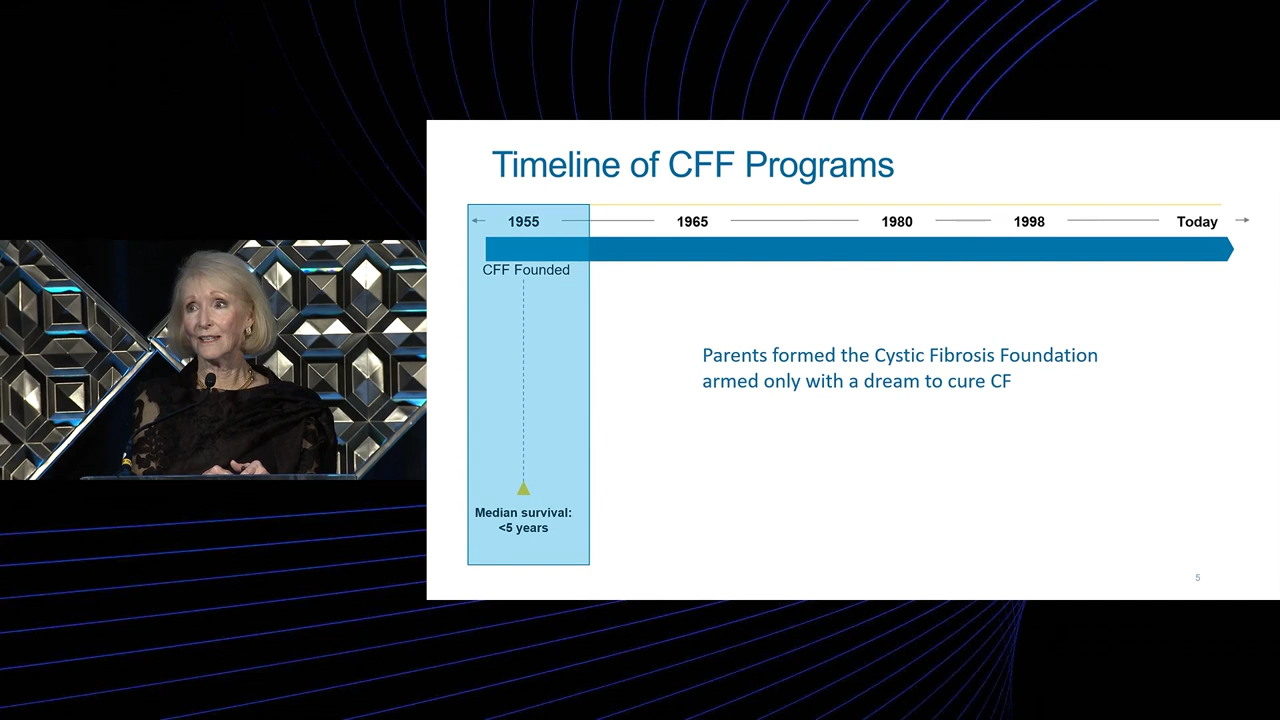 Timeline of CFF Programs
1955 1965 1980 1998 Today
CFF Founded
Parents formed the Cystic Fibrosis Foundation
armed only with a dream to cure CF
Median survival:
<5 years
5